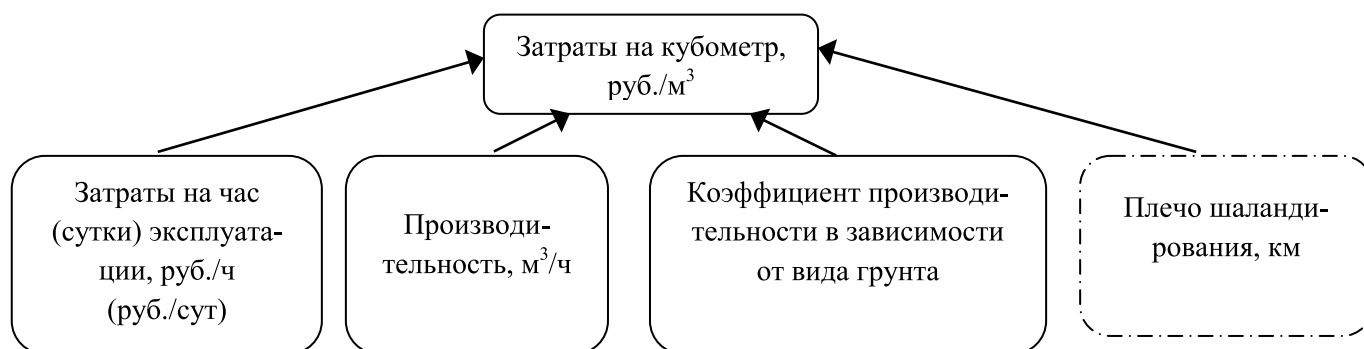 Затраты на кубометр,
руб./м³
Затраты на час
(сутки) эксплуата-
ции, руб./ч
(руб./сут)
Производи-
тельность, м³/ч
Коэффициент производи-
тельности в зависимости
от вида грунта
Плечо шаланди-
рования, км